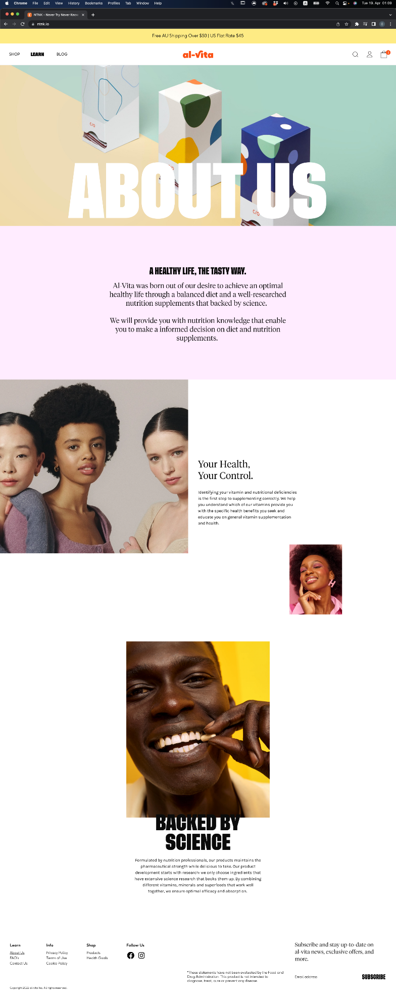 Chrome File Edit View History Bookmarks Profiles Tab Window Help
Tue 19. Apr 01:09
NTNK – Never Try Never Know
ntnk.io
Free AU Shipping Over $50 | US Flat Rate $45
SHOP LEARN BLOG
al-vita
C/O
C/O
ABOUT US
A HEALTHY LIFE, THE TASTY WAY.
Al-Vita was born out of our desire to achieve an optimal
healthy life through a balanced diet and a well-researched
nutrition supplements that backed by science.
We will provide you with nutrition knowledge that enable
you to make a informed decision on diet and nutrition
supplements.
Your Health,
Your Control.
Identifying your vitamin and nutritional deficiencies
is the first step to supplementing correctly. We help
you understand which of our vitamins provide you
with the specific health benefits you seek and
educate you on general vitamin supplementation
and health.
BACKED BY
SCIENCE
Formulated by nutrition professionals, our products maintains the
pharmaceutical strength while delicious to take. Our product
development starts with research: we only choose ingredients that
have extensive science research that backs them up. By combining
different vitamins, minerals and superfoods that work well
together, we ensure optimal efficacy and absorption.
Learn
About Us
FAQ's
Contact Us
Info
Privacy Policy
Terms of Use
Cookie Policy
Shop
Products
Health Goals
Follow Us
*These statements have not been evaluated by the Food and
Drug Administration. This product is not intended to
diagnose, treat, cure or prevent any disease.
Subscribe and stay up-to-date on
al-vita news, exclusive offers, and
more.
Email address
SUBSCRIBE
Copyright 2022 al-vita Inc. All rights reserved.